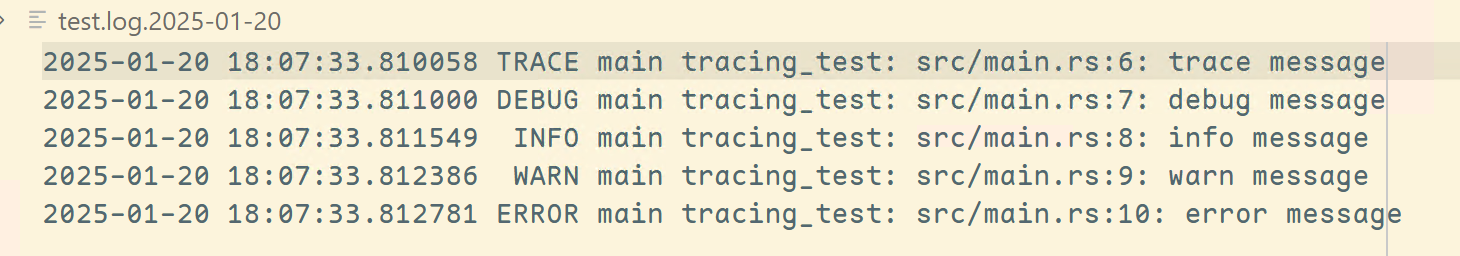 test.log.2025-01-20
2025-01-20 18:07:33.810058 TRACE main tracing_test: src/main.rs:6: trace message
2025-01-20 18:07:33.811000 DEBUG main tracing_test: src/main.rs:7: debug message
2025-01-20 18:07:33.811549  INFO main tracing_test: src/main.rs:8: info message
2025-01-20 18:07:33.812386  WARN main tracing_test: src/main.rs:9: warn message
2025-01-20 18:07:33.812781 ERROR main tracing_test: src/main.rs:10: error message